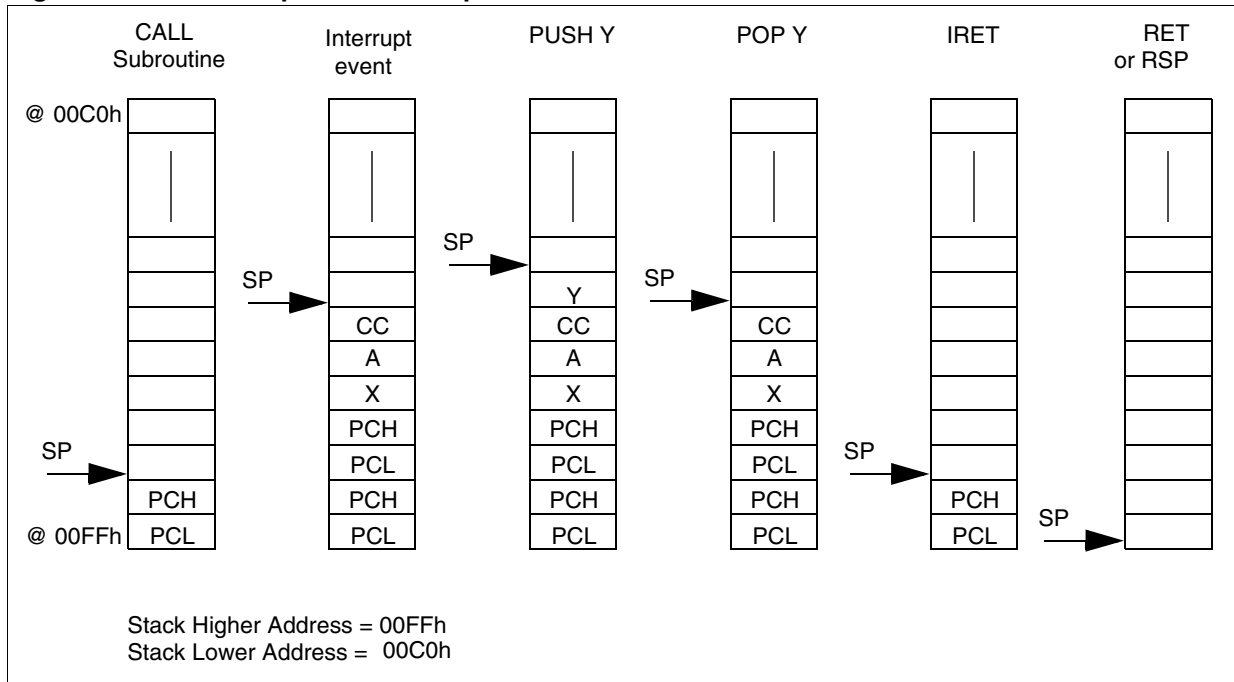 CALL
Subroutine
Interrupt
event
PUSH Y
POP Y
IRET
RET
or RSP
@ 00C0h
SP
PCH
@ 00FFh
PCL
SP
CC
A
X
PCH
PCL
PCH
PCL
SP
Y
CC
A
X
PCH
PCL
PCH
PCL
SP
CC
A
X
PCH
PCL
PCH
PCL
SP
PCH
PCL
SP
Stack Higher Address = 00FFh
Stack Lower Address = 00C0h